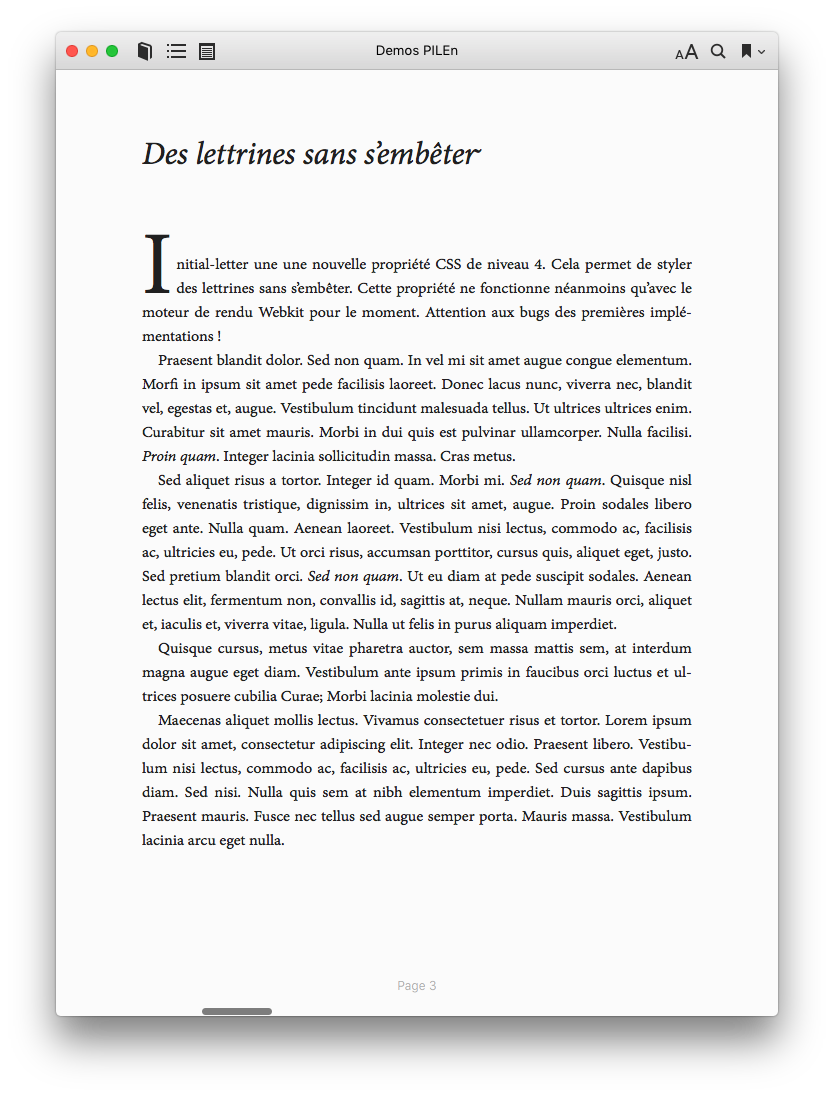 Demos PILEn
AA
Des lettrines sans s’embêter
Initial-letter une une nouvelle propriété CSS de niveau 4. Cela permet de styler
des lettrines sans s’embêter. Cette propriété ne fonctionne néanmoins qu’avec le
moteur de rendu Webkit pour le moment. Attention aux bugs des premières implé-
mentations !
Praesent blandit dolor. Sed non quam. In vel mi sit amet augue congue elementum.
Morfi in ipsum sit amet pede facilisis laoreet. Donec lacus nunc, viverra nec, blandit
vel, egestas et, augue. Vestibulum tincidunt malesuada tellus. Ut ultrices ultrices enim.
Curabitur sit amet mauris. Morbi in dui quis est pulvinar ullamcorper. Nulla facilisi.
Proin quam. Integer lacinia sollicitudin massa. Cras metus.
Sed aliquet risus a tortor. Integer id quam. Morbi mi. Sed non quam. Quisque nisl
felis, venenatis tristique, dignissim in, ultrices sit amet, augue. Proin sodales libero
eget ante. Nulla quam. Aenean laoreet. Vestibulum nisi lectus, commodo ac, facilisis
ac, ultricies eu, pede. Ut orci risus, accumsan porttitor, cursus quis, aliquet eget, justo.
Sed pretium blandit orci. Sed non quam. Ut eu diam at pede suscipit sodales. Aenean
lectus elit, fermentum non, convallis id, sagittis at, neque. Nullam mauris orci, aliquet
et, iaculis et, viverra vitae, ligula. Nulla ut felis in purus aliquam imperdiet.
Quisque cursus, metus vitae pharetra auctor, sem massa mattis sem, at interdum
magna augue eget diam. Vestibulum ante ipsum primis in faucibus orci luctus et ul-
trices posuere cubilia Curae; Morbi lacinia molestie dui.
Maecenas aliquet mollis lectus. Vivamus consectetuer risus et tortor. Lorem ipsum
dolor sit amet, consectetur adipiscing elit. Integer nec odio. Praesent libero. Vestibu-
lum nisi lectus, commodo ac, facilisis ac, ultricies eu, pede. Sed cursus ante dapibus
diam. Sed nisi. Nulla quis sem at nibh elementum imperdiet. Duis sagittis ipsum.
Praesent mauris. Fusce nec tellus sed augue semper porta. Mauris massa. Vestibulum
lacinia arcu eget nulla.
Page 3